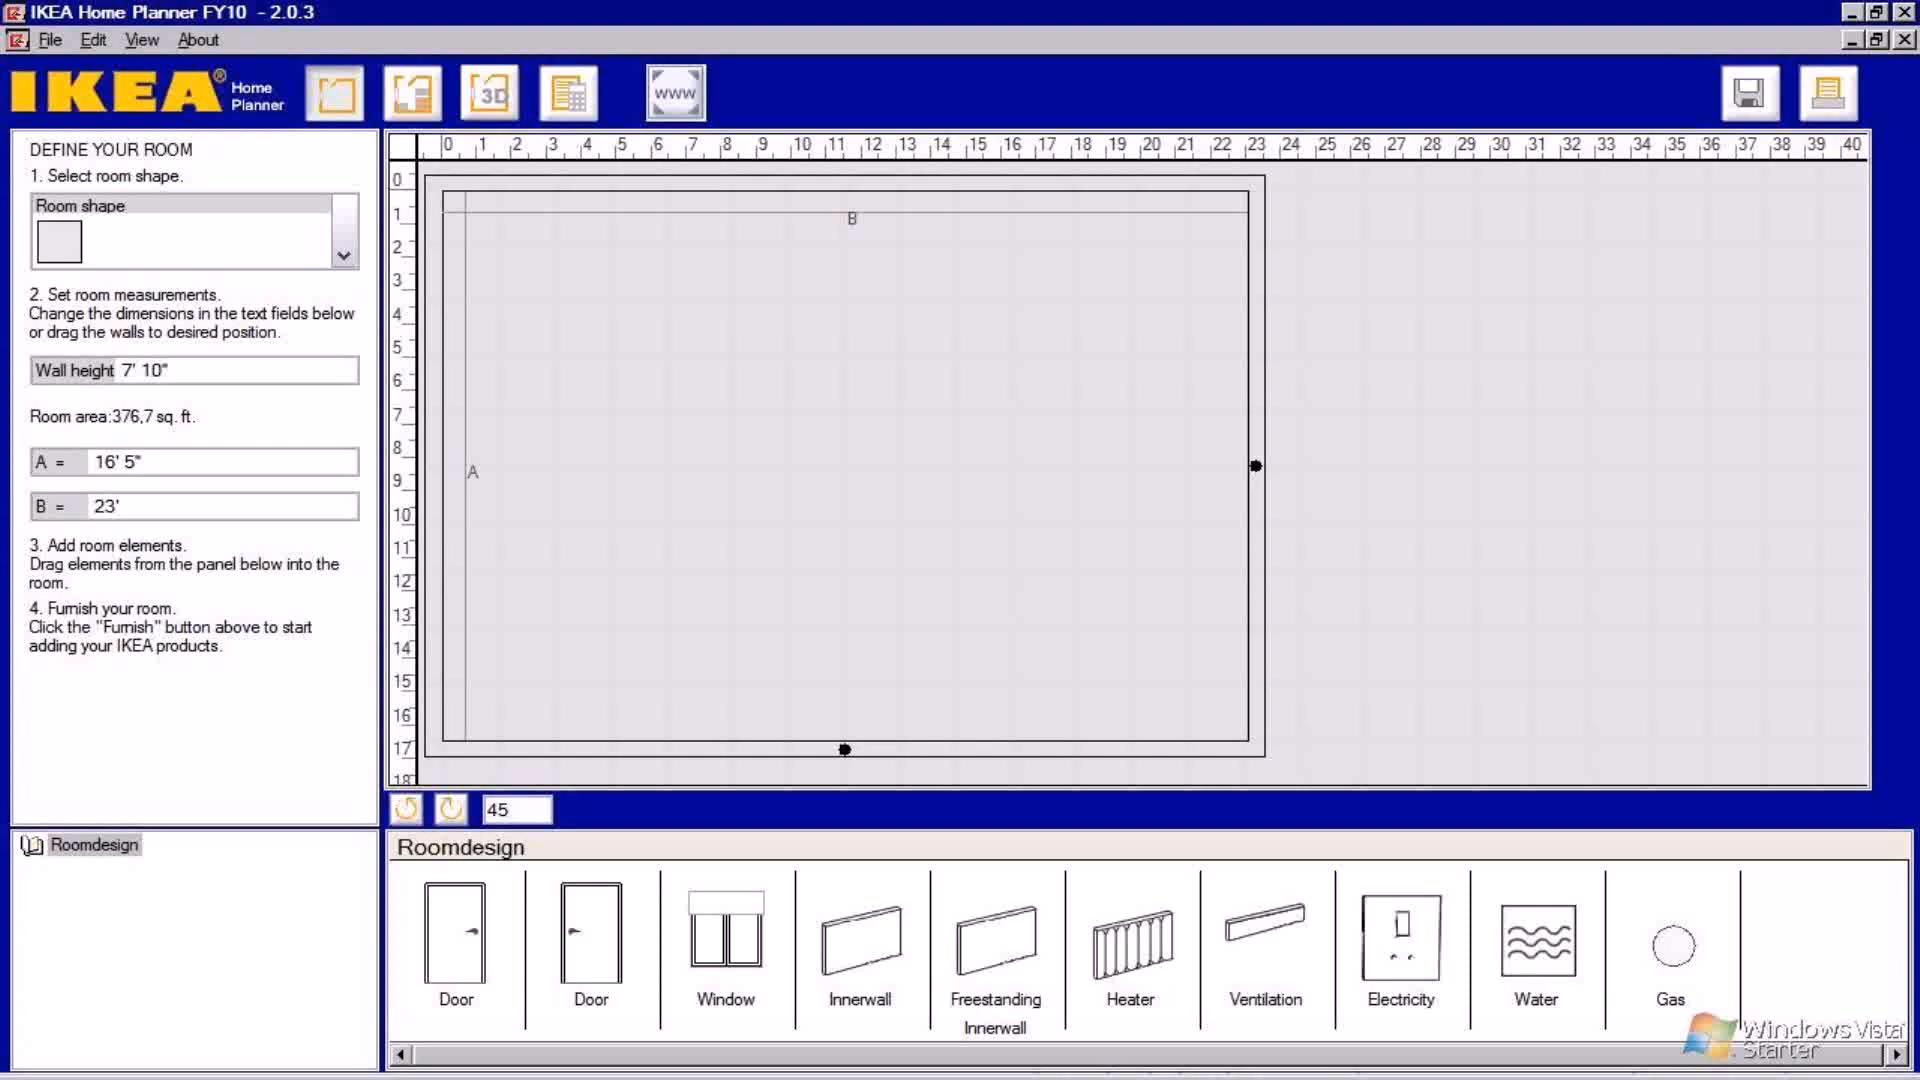 IKEA Home Planner FY10 - 2.0.3
File Edit View About
IKEA® Home Planner
3D
WWW
DEFINE YOUR ROOM
1. Select room shape.
Room shape
2. Set room measurements.
Change the dimensions in the text fields below
or drag the walls to desired position.
Wall height 7' 10"
Room area:376,7 sq. ft.
A = 16' 5"
B = 23'
3. Add room elements.
Drag elements from the panel below into the
room.
4. Furnish your room.
Click the "Furnish" button above to start
adding your IKEA products.
0 1 2 3 4 5 6 7 8 9 10 11 12 13 14 15 16 17 18 19 20 21 22 23 24 25 26 27 28 29 30 31 32 33 34 35 36 37 38 39 40
0
1
2
3
4
5
6
7
8
9
10
11
12
13
14
15
16
17
18
B
A
45
Roomdesign
Roomdesign
Door
Door
Window
Innerwall
Freestanding
Innerwall
Heater
Ventilation
Electricity
Water
Gas
Windows Vista
Starter